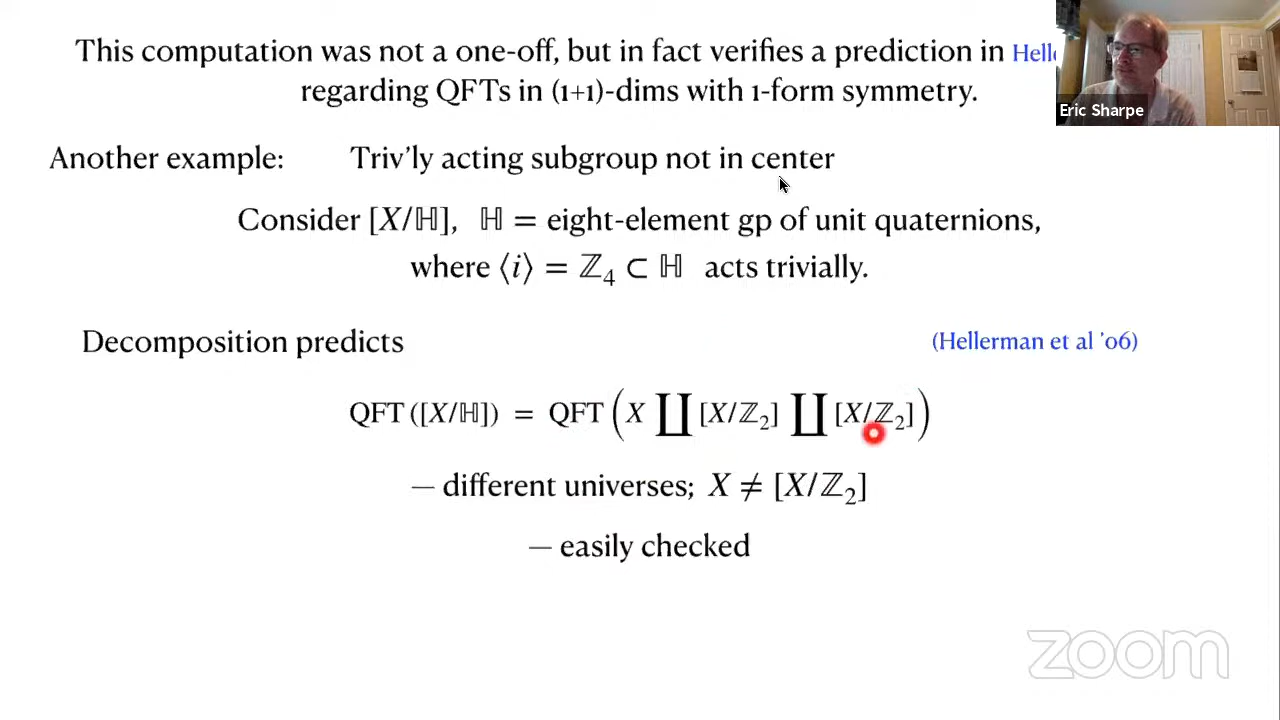 This computation was not a one-off, but in fact verifies a prediction in
regarding QFTs in (1+1)-dims with 1-form symmetry.
Eric Sharpe
Another example: Triv'ly acting subgroup not in center
Consider [X/ℍ], ℍ = eight-element gp of unit quaternions,
where ⟨i⟩ = ℤ₄ ⊂ ℍ acts trivially.
Decomposition predicts (Hellerman et al '06)
QFT ([X/ℍ]) = QFT (X ∐ [X/ℤ₂] ∐ [X/ℤ₂])
— different universes; X ≠ [X/ℤ₂]
— easily checked
zoom